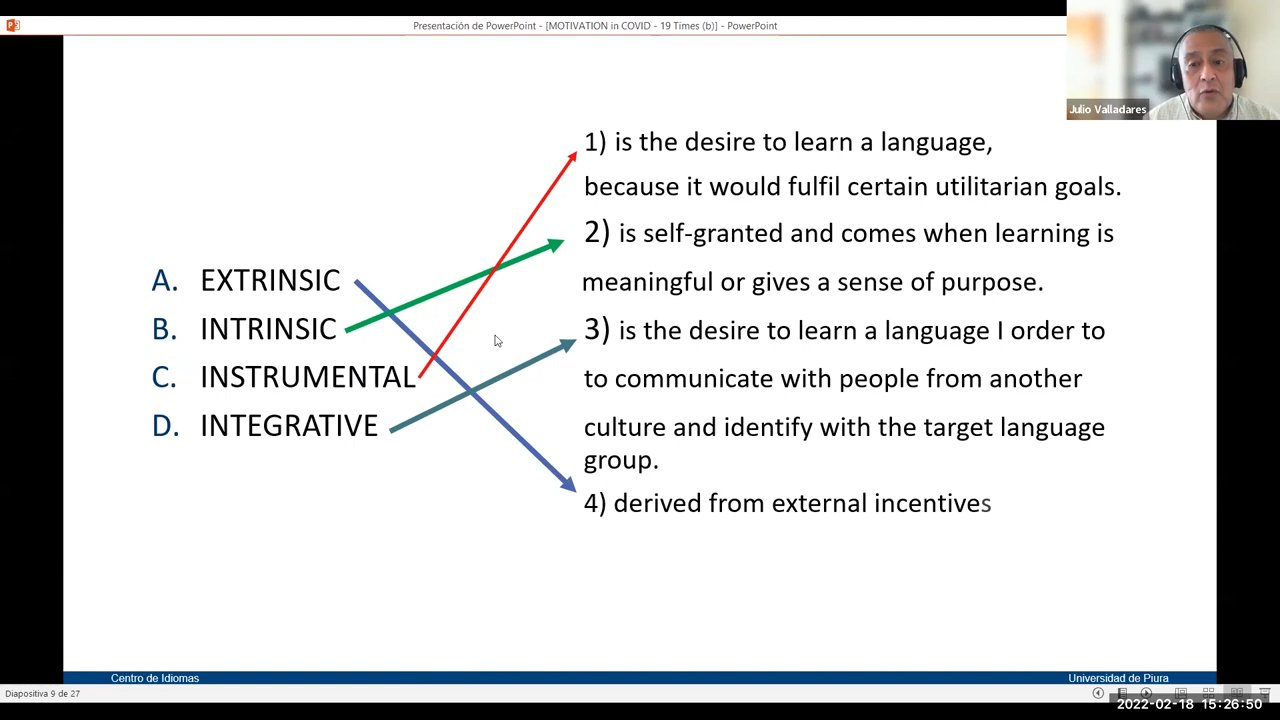 Presentación de PowerPoint - [MOTIVATION in COVID - 19 Times (b)] - PowerPoint
Julio Valladares
1) is the desire to learn a language,
because it would fulfil certain utilitarian goals.
2) is self-granted and comes when learning is
meaningful or gives a sense of purpose.
A. EXTRINSIC
B. INTRINSIC
C. INSTRUMENTAL
D. INTEGRATIVE
3) is the desire to learn a language I order to
to communicate with people from another
culture and identify with the target language
group.
4) derived from external incentives
Centro de Idiomas
Universidad de Piura
Diapositiva 9 de 27
2022-02-18 15:26:50